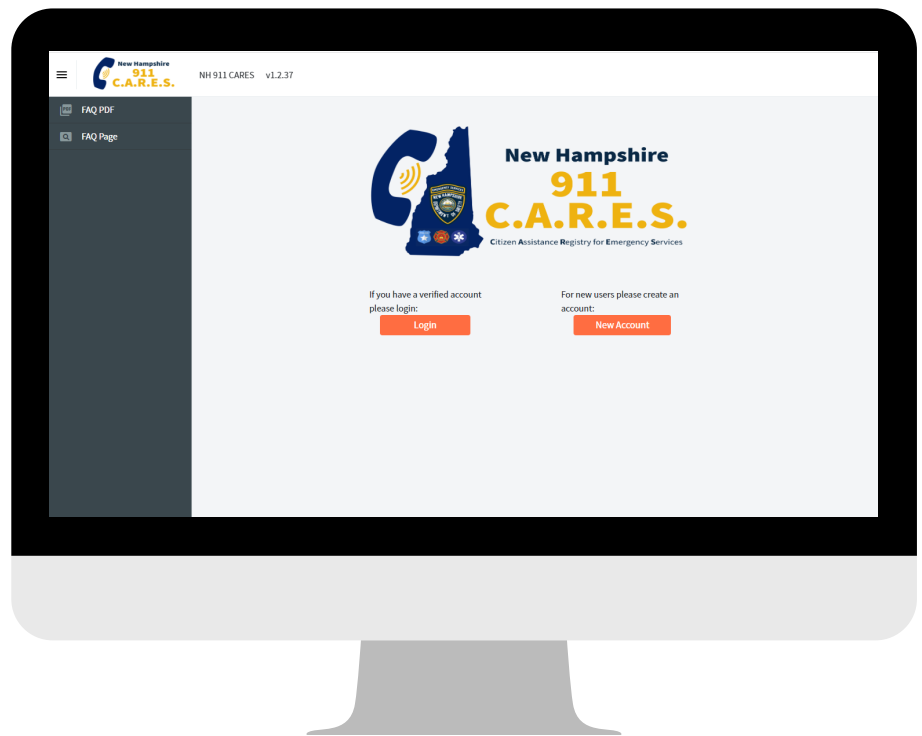 New Hampshire
911
C.A.R.E.S.
NH 911 CARES v1.2.37
FAQ PDF
FAQ Page
New Hampshire
911
C.A.R.E.S.
Citizen Assistance Registry for Emergency Services
If you have a verified account
please login:
Login
For new users please create an
account:
New Account